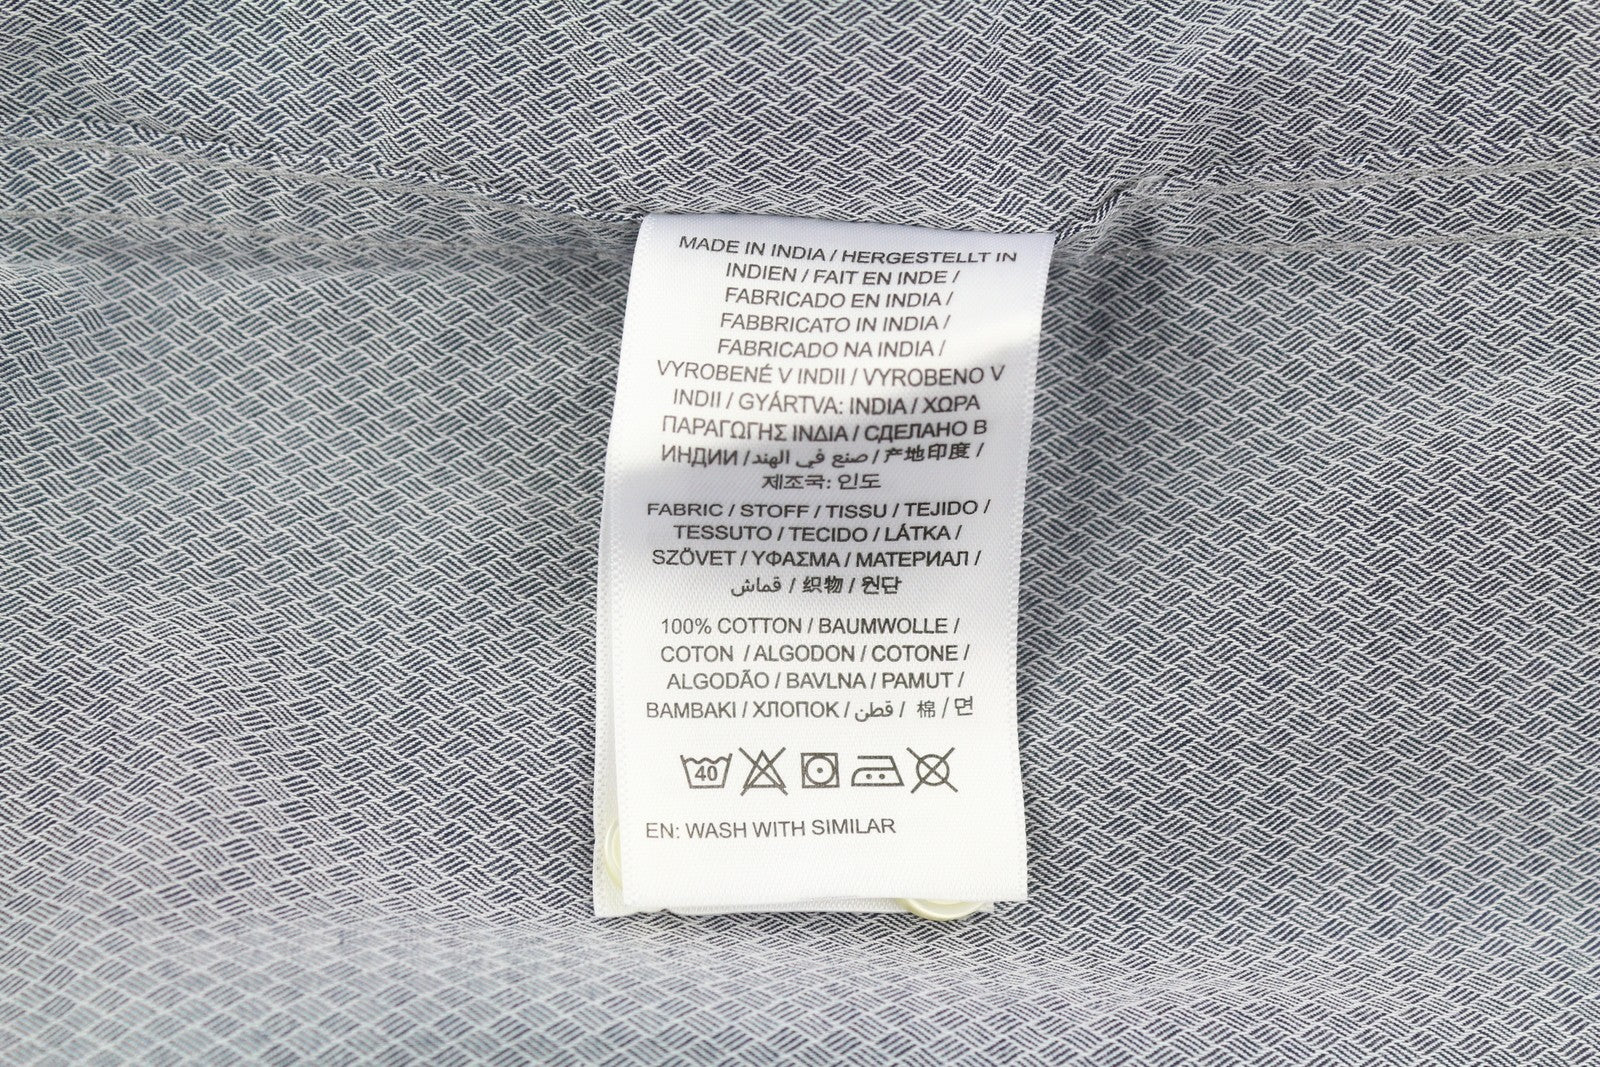 MADE IN INDIA / HERGESTELLT IN
INDIEN / FAIT EN INDE /
FABRICADO EN INDIA /
FABBRICATO IN INDIA /
FABRICADO NA INDIA /
VYROBENÉ V INDII / VYROBENO V
INDII / GYÁRTVA: INDIA / ΧΩΡΑ
ΠΑΡΑΓΩΓΗΣ ΙΝΔΙΑ / СДЕЛАНО В
ИНДИИ / صنع في الهند / 产地印度 /
제조국: 인도
FABRIC / STOFF / TISSU / TEJIDO /
TESSUTO / TECIDO / LÁTKA /
SZÖVET / ΥΦΑΣΜΑ / МАТЕРИАЛ /
قماش / 织物 / 원단
100% COTTON / BAUMWOLLE /
COTON / ALGODON / COTONE /
ALGODÃO / BAVLNA / PAMUT /
ΒΑΜΒΑΚΙ / ХЛОПОК / قطن / 棉 / 면
40
EN: WASH WITH SIMILAR